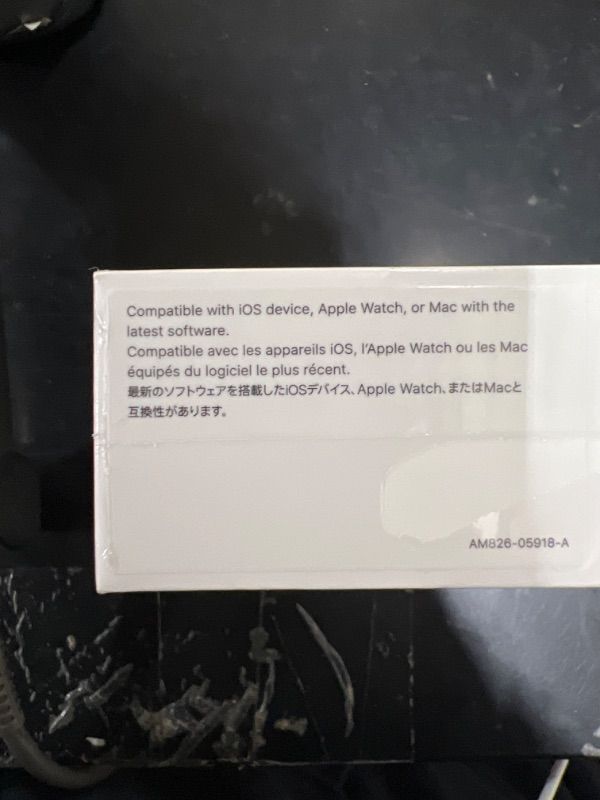 Compatible with iOS device, Apple Watch, or Mac with the
latest software.
Compatible avec les appareils iOS, l'Apple Watch ou les Mac
équipés du logiciel le plus récent.
最新のソフトウェアを搭載したiOSデバイス、Apple Watch、またはMacと
互換性があります。
AM826-05918-A